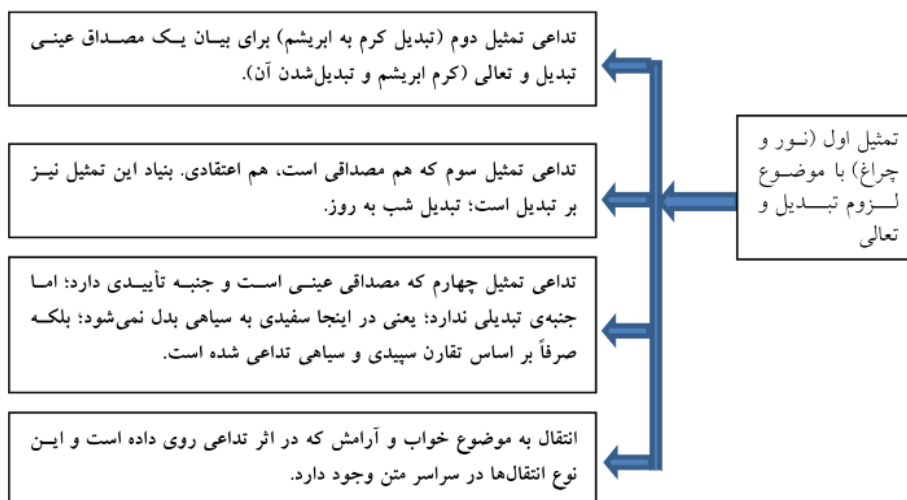 تمثیل اول (نور و
چراغ) با موضوع
لزوم تبدیل و
تعالی
تداعی تمثیل دوم (تبدیل کرم به ابریشم) برای بیان یک مصداق عینی
تبدیل و تعالی (کرم ابریشم و تبدیل‌شدن آن).
تداعی تمثیل سوم که هم مصداقی است، هم اعتقادی. بنیاد این تمثیل نیز
بر تبدیل است؛ تبدیل شب به روز.
تداعی تمثیل چهارم که مصداقی عینی است و جنبه تأییدی دارد؛ اما
جنبه‌ی تبدیلی ندارد؛ یعنی در اینجا سفیدی به سیاهی بدل نمی‌شود؛ بلکه
صرفاً بر اساس تقارن سپیدی و سیاهی تداعی شده است.
انتقال به موضوع خواب و آرامش که در اثر تداعی روی داده است و این
نوع انتقال‌ها در سراسر متن وجود دارد.